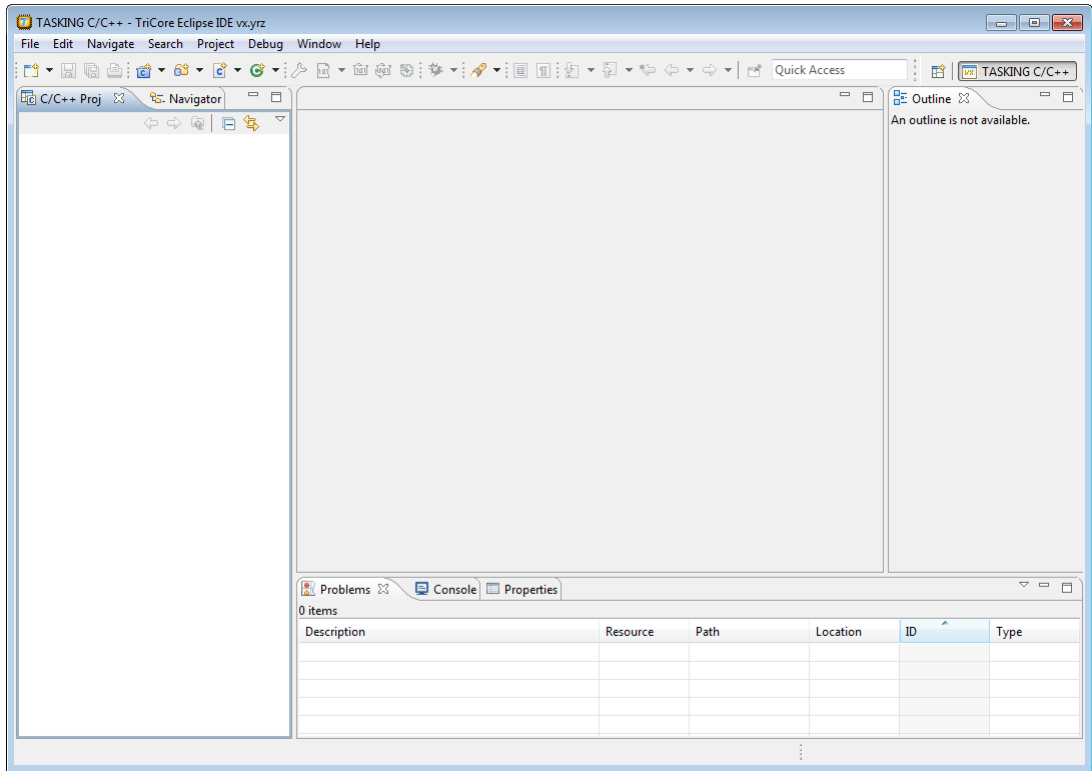 TASKING C/C++ - TriCore Eclipse IDE vx.yrz
File Edit Navigate Search Project Debug Window Help
Quick Access
TASKING C/C++
C/C++ Proj Navigator
Outline
An outline is not available.
Problems Console Properties
0 items
Description Resource Path Location ID Type